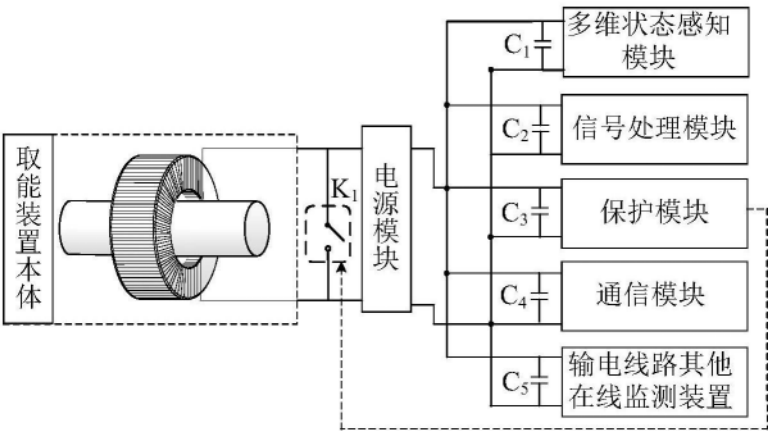 取能装置本体
K1
电源模块
C1
多维状态感知
模块
C2
信号处理模块
C3
保护模块
C4
通信模块
C5
输电线路其他
在线监测装置